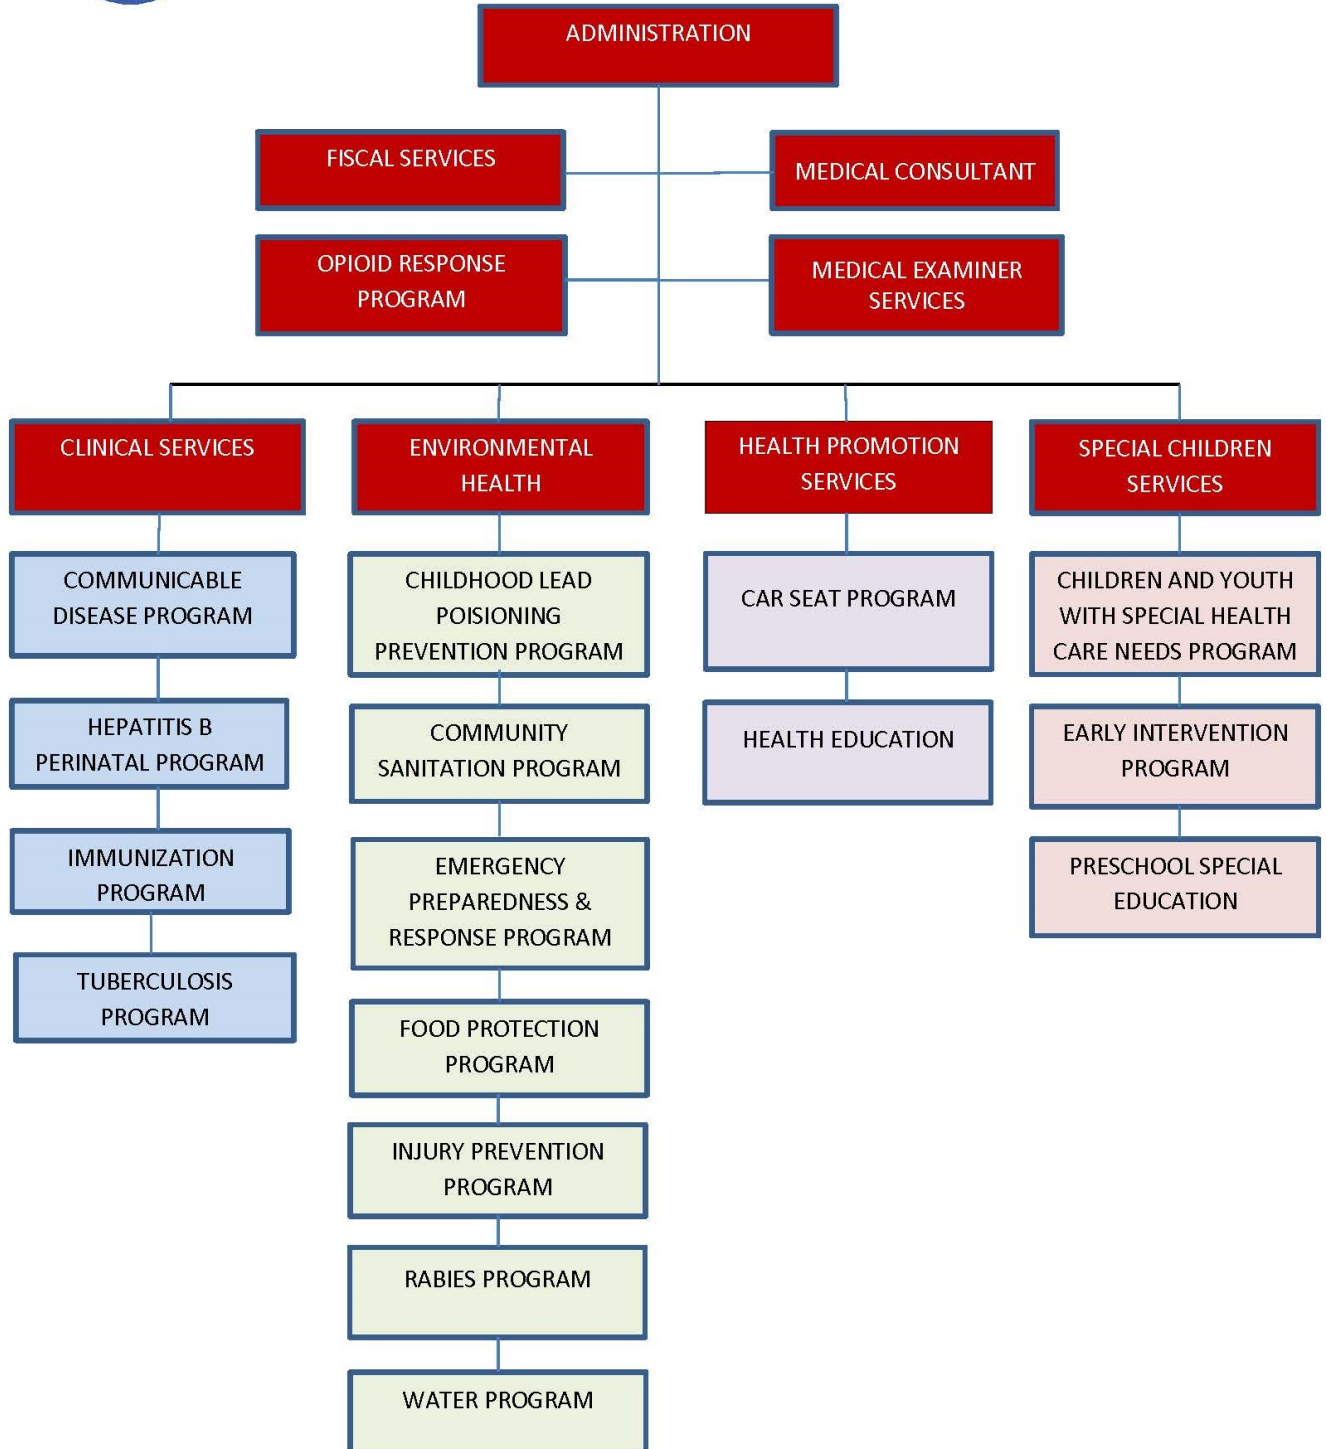 ADMINISTRATION
FISCAL SERVICES
MEDICAL CONSULTANT
OPIOID RESPONSE
PROGRAM
MEDICAL EXAMINER
SERVICES
CLINICAL SERVICES
ENVIRONMENTAL
HEALTH
HEALTH PROMOTION
SERVICES
SPECIAL CHILDREN
SERVICES
COMMUNICABLE
DISEASE PROGRAM
HEPATITIS B
PERINATAL PROGRAM
IMMUNIZATION
PROGRAM
TUBERCULOSIS
PROGRAM
CHILDHOOD LEAD
POISIONING
PREVENTION PROGRAM
COMMUNITY
SANITATION PROGRAM
EMERGENCY
PREPAREDNESS &
RESPONSE PROGRAM
FOOD PROTECTION
PROGRAM
INJURY PREVENTION
PROGRAM
RABIES PROGRAM
WATER PROGRAM
CAR SEAT PROGRAM
HEALTH EDUCATION
CHILDREN AND YOUTH
WITH SPECIAL HEALTH
CARE NEEDS PROGRAM
EARLY INTERVENTION
PROGRAM
PRESCHOOL SPECIAL
EDUCATION